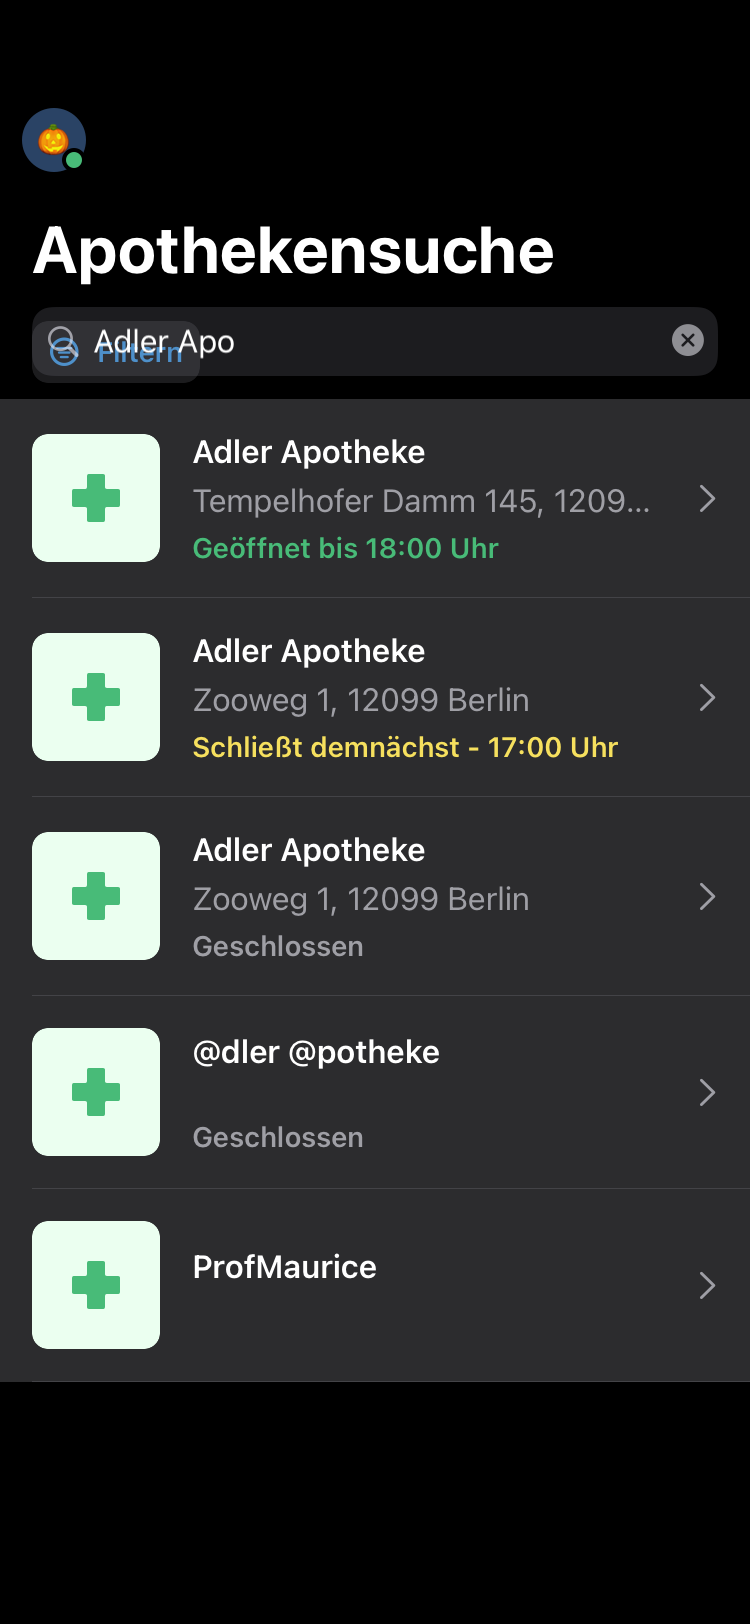 Apothekensuche
Adler Apo
Filtern
Adler Apotheke
Tempelhofer Damm 145, 1209...
Geöffnet bis 18:00 Uhr
Adler Apotheke
Zooweg 1, 12099 Berlin
Schließt demnächst - 17:00 Uhr
Adler Apotheke
Zooweg 1, 12099 Berlin
Geschlossen
@dler @potheke
Geschlossen
ProfMaurice